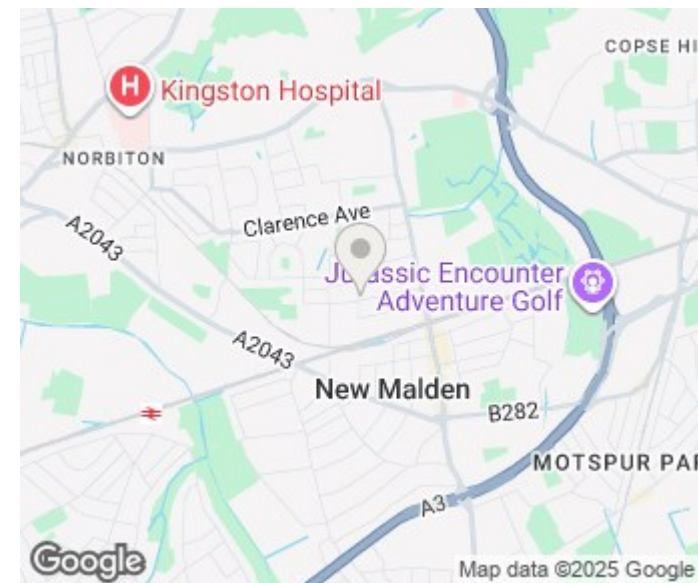 COPSE HI
H
Kingston Hospital
NORBITON
Clarence Ave
A2043
Jurassic Encounter
Adventure Golf
A2043
New Malden
B282
MOTSPUR PAR
A3
Google
Map data ©2025 Google